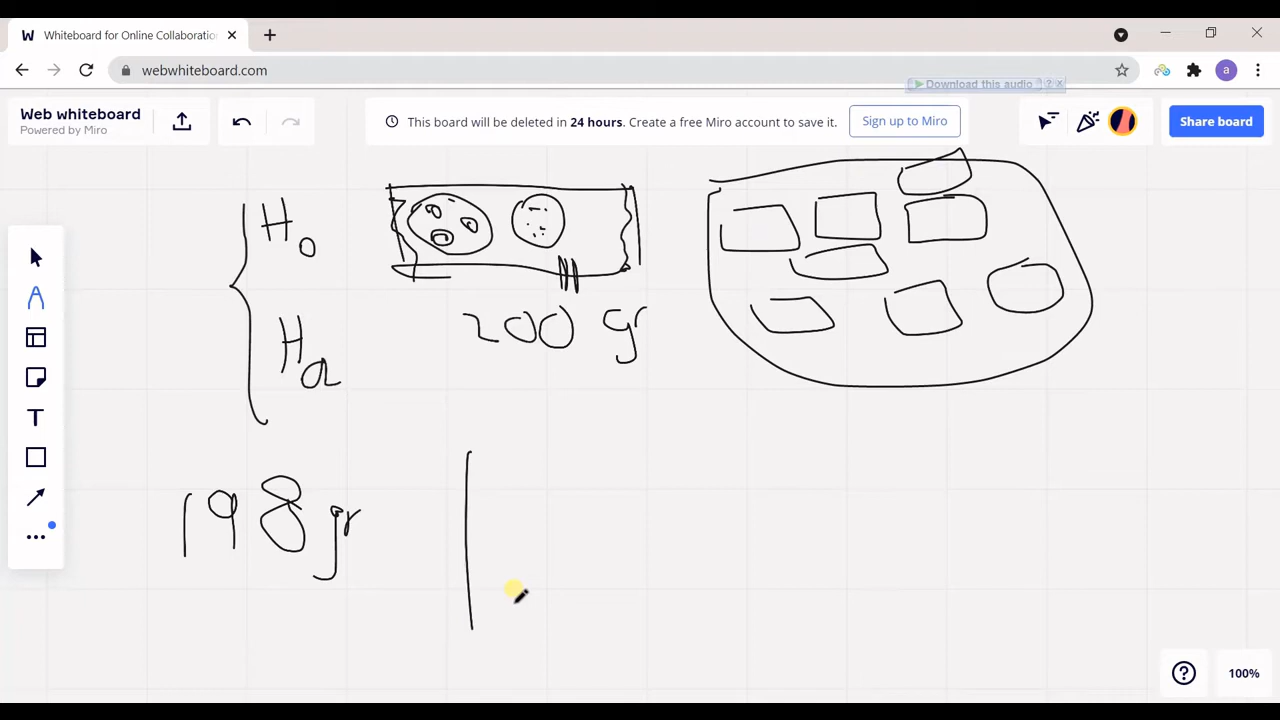 Whiteboard for Online Collaboration
webwhiteboard.com
a
Download this audio
?
Web whiteboard
Powered by Miro
The board will be deleted in 24 hours. Create a free Miro account to save it.
Sign up to Miro
Share board
H0
200 gr
Ha
T
198 gr
?
100%